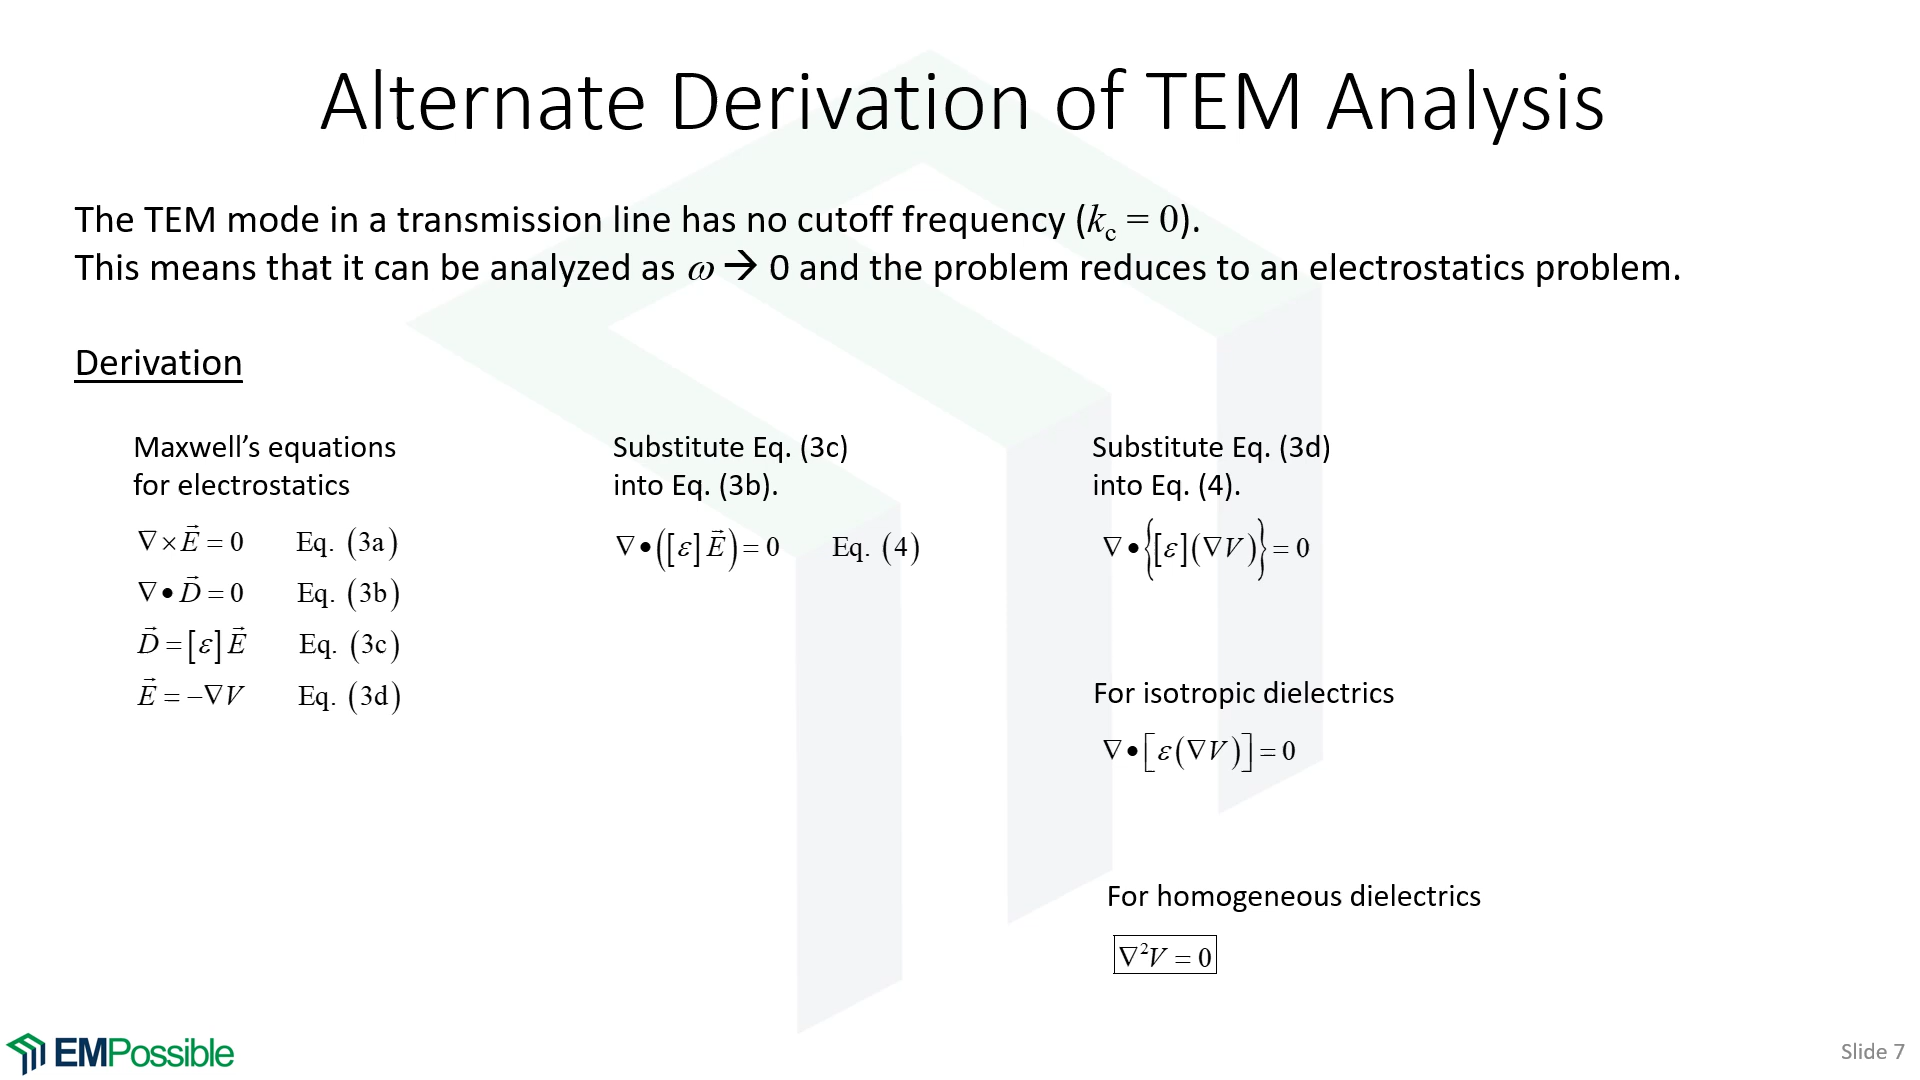 Alternate Derivation of TEM Analysis
The TEM mode in a transmission line has no cutoff frequency (k_c = 0).
This means that it can be analyzed as ω → 0 and the problem reduces to an electrostatics problem.
Derivation
Maxwell’s equations
for electrostatics
∇×E⃗ = 0 Eq. (3a)
∇•D⃗ = 0 Eq. (3b)
D⃗ = [ε]E⃗ Eq. (3c)
E⃗ = −∇V Eq. (3d)
Substitute Eq. (3c)
into Eq. (3b).
∇•([ε]E⃗) = 0 Eq. (4)
Substitute Eq. (3d)
into Eq. (4).
∇•{[ε](∇V)} = 0
For isotropic dielectrics
∇•[ε(∇V)] = 0
For homogeneous dielectrics
∇²V = 0
EMPossible
Slide 7